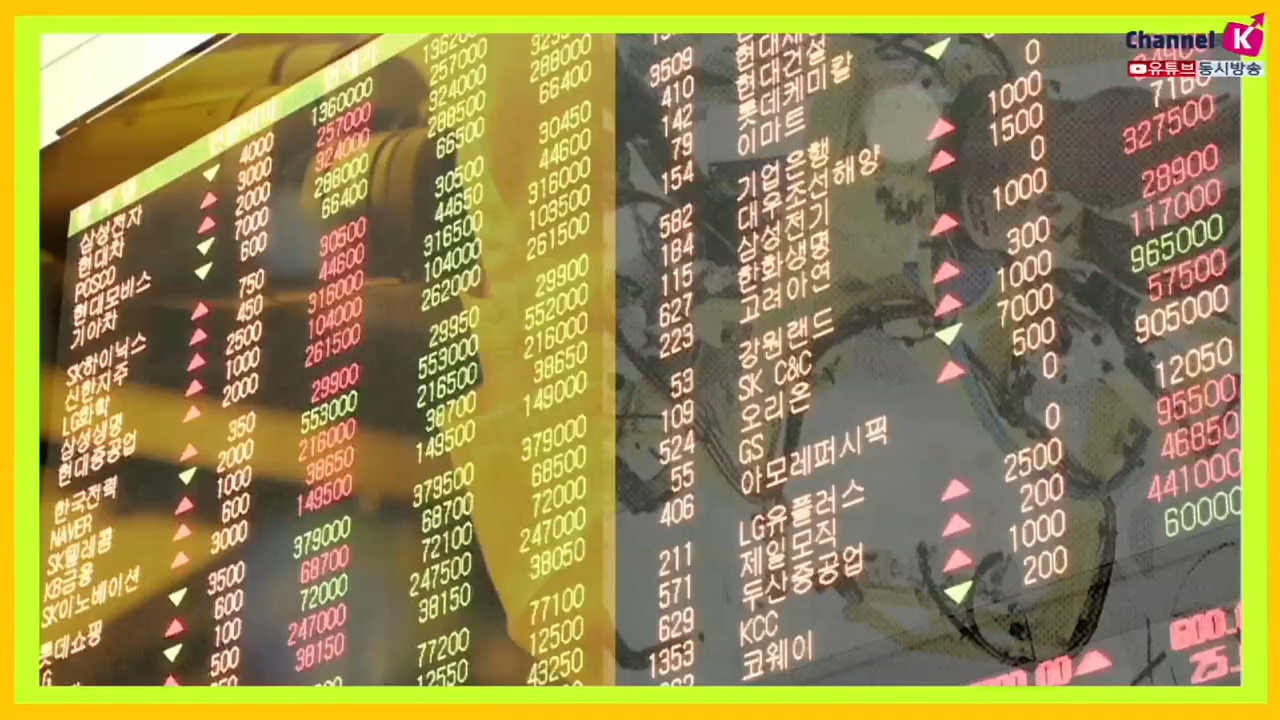 Channel K
유튜브 동시방송
삼성전자 4000 1360000
현대차 3000 257000 257000 288000
POSCO 2000 324000 324000 66400
현대모비스 7000 288000 288500
기아차 600 66400 66500 30450
SK하이닉스 750 30500 30500 44600
신한지주 450 44600 44650 316000
LG화학 2500 316000 316500 103500
삼성생명 1000 104000 104000 261500
현대중공업 2000 261500 262000
한국전력 350 29900 29950 29900
NAVER 2000 553000 553000 552000
SK텔레콤 1000 216000 216500 216000
KB금융 600 38650 38700 38650
SK이노베이션 3000 149500 149500 149000
롯데쇼핑 3500 379000 379500 379000
600 68700 68700 68500
100 72000 72100 72000
500 247000 247500 247000
38150 38150 38050
77200 77100
12550 12500
43250
3509 현대건설 0
410 롯데케미칼 1000 327500
142 이마트 1500
79
154 기업은행 0 28900
대우조선해양 1000 117000
582 삼성전기
184 한화생명 300 965000
115 고려아연 1000 57500
627 7000 905000
223 강원랜드 500
SK C&C 0 12050
53 오리온 95500
109 GS 0 46850
524 아모레퍼시픽 2500 441000
55 200 60000
406 LG유플러스 1000
제일모직 200
211 두산중공업
571
629 KCC
1353 코웨이